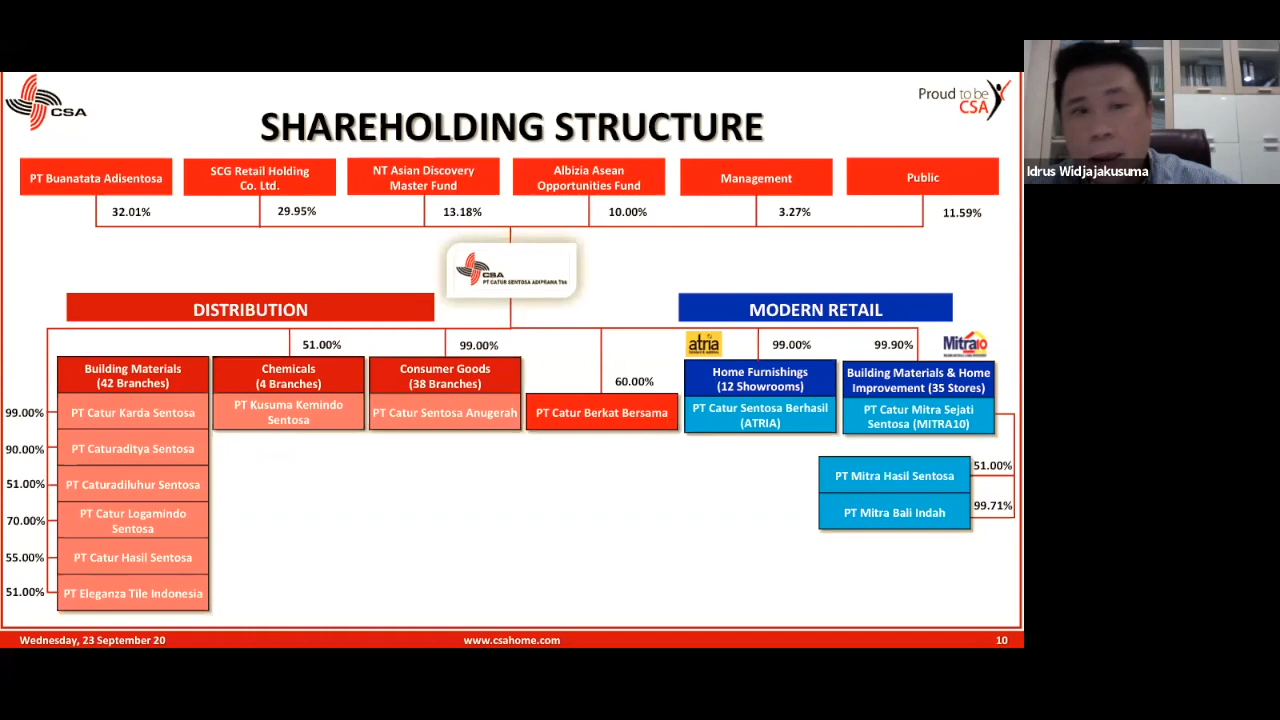 CSA
Proud to be
CSA
SHAREHOLDING STRUCTURE
PT Buanatata Adisentosa
SCG Retail Holding
Co. Ltd.
NT Asian Discovery
Master Fund
Albizia Asean
Opportunities Fund
Management
Public
32.01%
29.95%
13.18%
10.00%
3.27%
11.59%
CSA
PT CATUR SENTOSA ADIPRANA Tbk
DISTRIBUTION
MODERN RETAIL
51.00%
99.00%
60.00%
atria
99.00%
99.90%
Mitra10
Building Materials
(42 Branches)
Chemicals
(4 Branches)
Consumer Goods
(38 Branches)
Home Furnishings
(12 Showrooms)
Building Materials & Home
Improvement (35 Stores)
99.00%
PT Catur Karda Sentosa
PT Kusuma Kemindo
Sentosa
PT Catur Sentosa Anugerah
PT Catur Berkat Bersama
PT Catur Sentosa Berhasil
(ATRIA)
PT Catur Mitra Sejati
Sentosa (MITRA10)
90.00%
PT Caturaditya Sentosa
51.00%
PT Caturadiluhur Sentosa
70.00%
PT Catur Logamindo
Sentosa
55.00%
PT Catur Hasil Sentosa
51.00%
PT Eleganza Tile Indonesia
PT Mitra Hasil Sentosa
51.00%
PT Mitra Bali Indah
99.71%
Wednesday, 23 September 20
www.csahome.com
10
Idrus Widjajakusuma